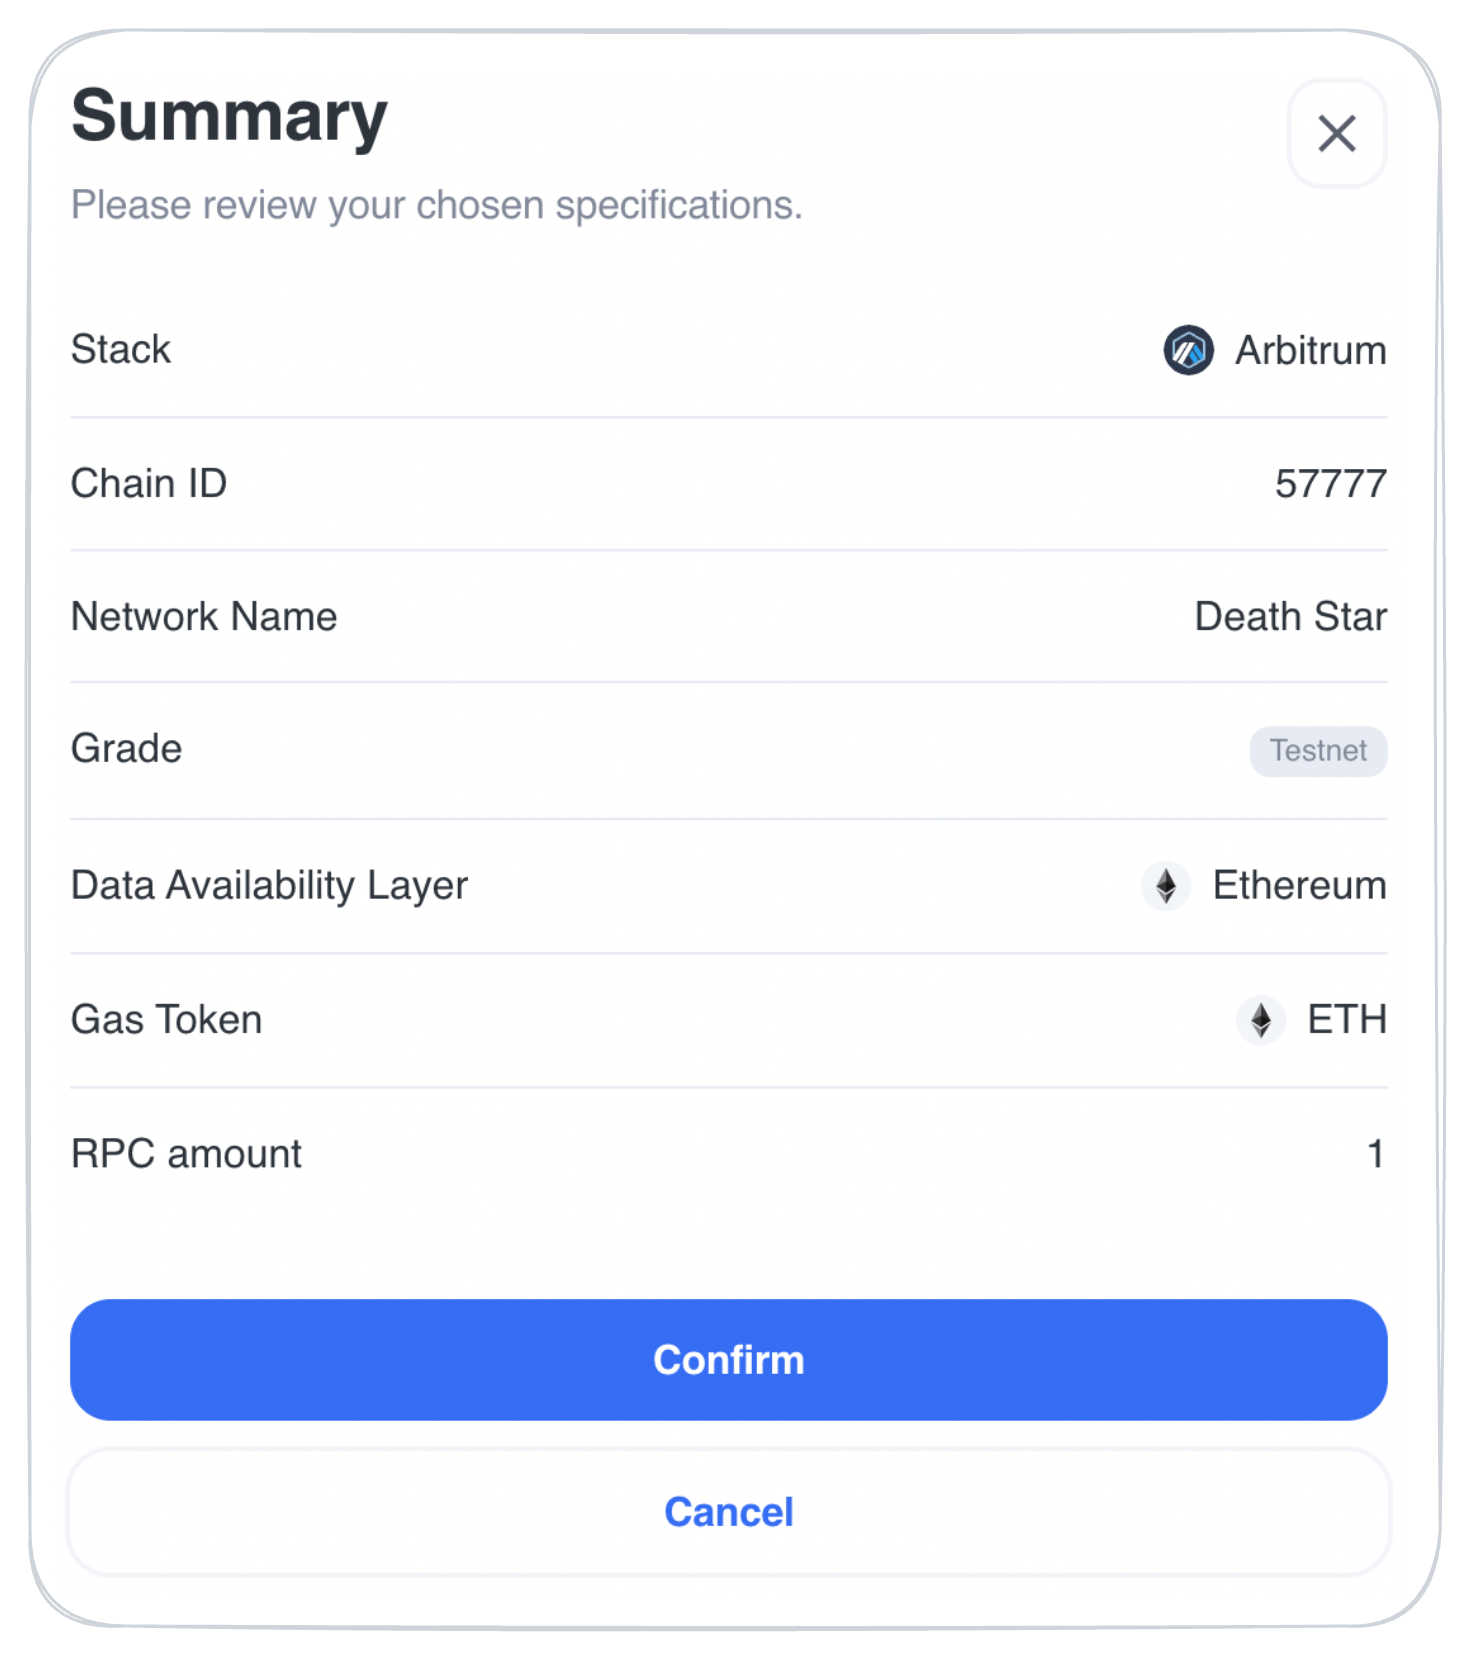 Summary
Please review your chosen specifications.
Stack Arbitrum
Chain ID 57777
Network Name Death Star
Grade Testnet
Data Availability Layer Ethereum
Gas Token ETH
RPC amount 1
Confirm
Cancel